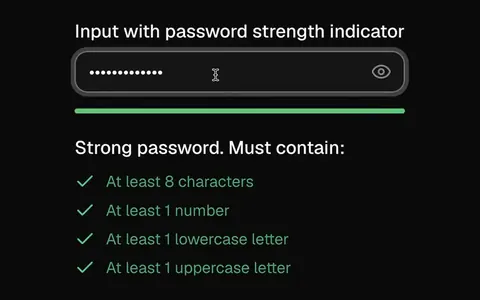 Input with password strength indicator
•••••••••••••
Strong password. Must contain:
At least 8 characters
At least 1 number
At least 1 lowercase letter
At least 1 uppercase letter